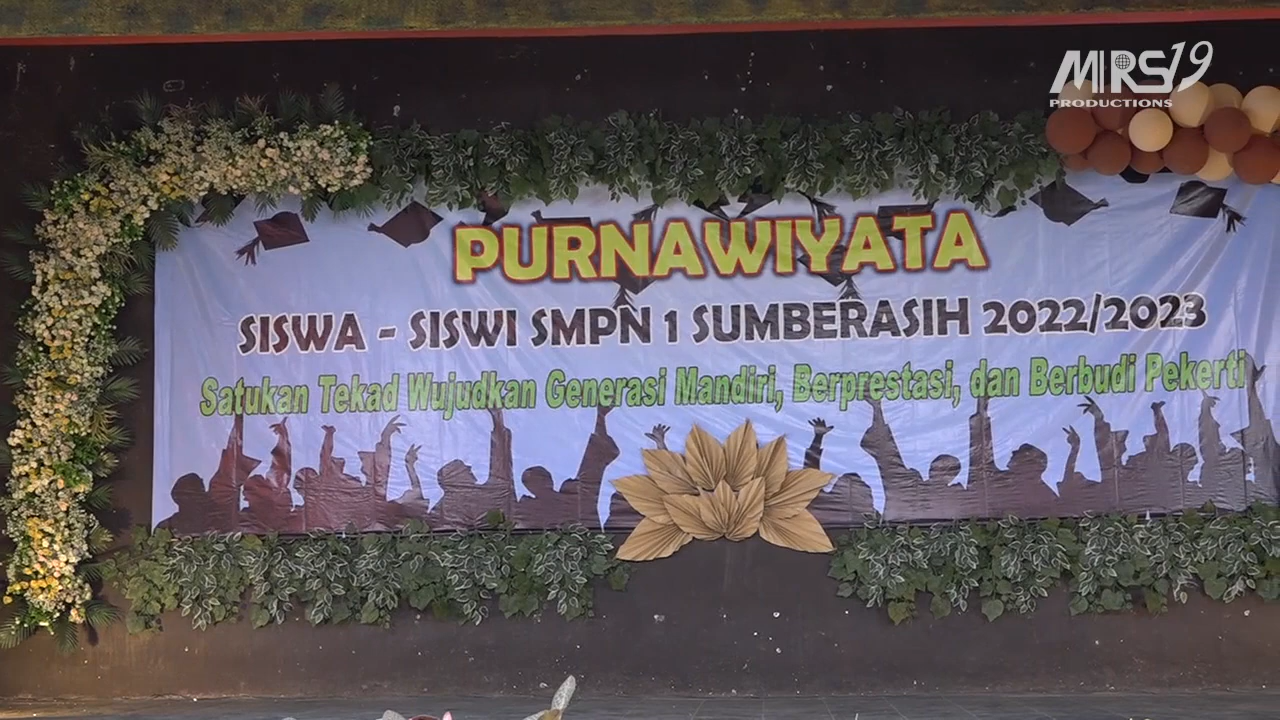 MRS19
PRODUCTIONS
PURNAWIYATA
SISWA - SISWI SMPN 1 SUMBERASIH 2022/2023
Satukan Tekad Wujudkan Generasi Mandiri, Berprestasi, dan Berbudi Pekerti